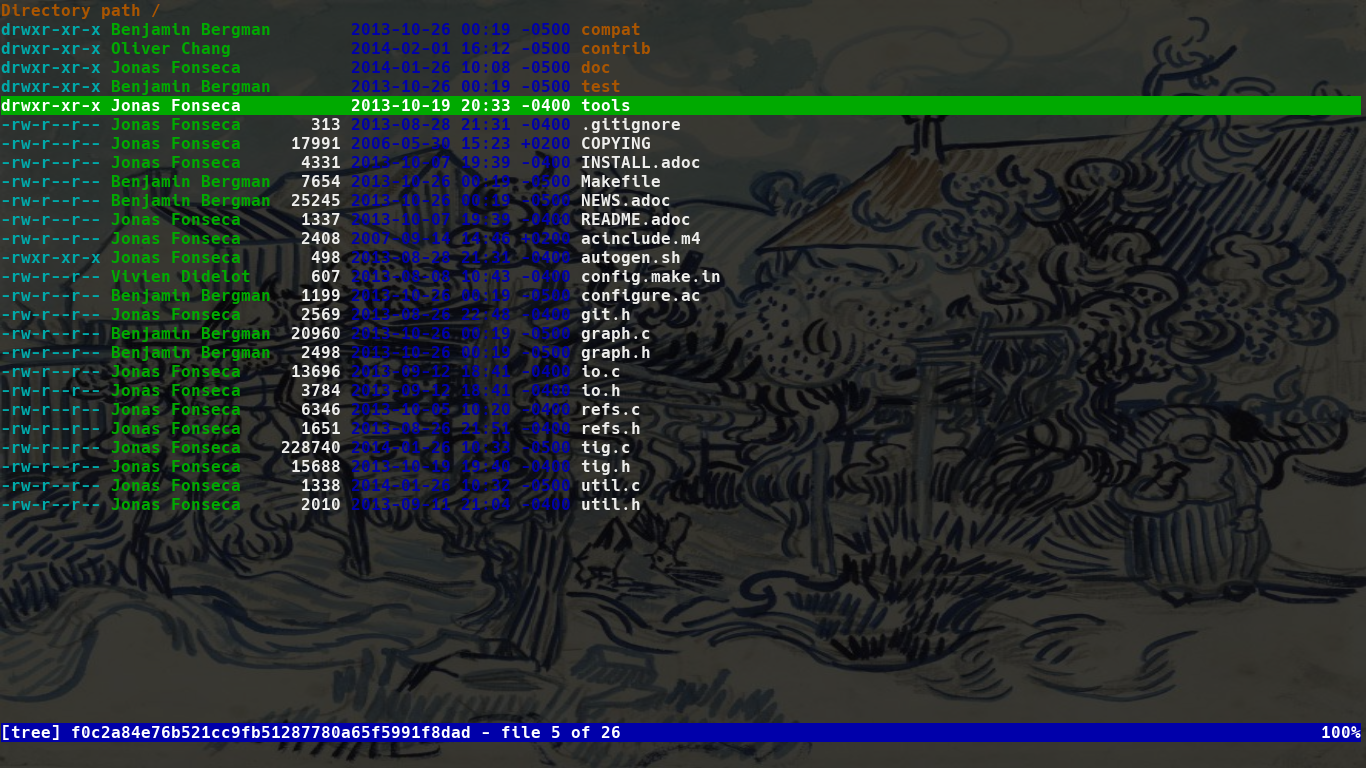 Directory path /
drwxr-xr-x Benjamin Bergman        2013-10-26 00:19 -0500 compat
drwxr-xr-x Oliver Chang            2014-02-01 16:12 -0500 contrib
drwxr-xr-x Jonas Fonseca           2014-01-26 10:08 -0500 doc
drwxr-xr-x Benjamin Bergman        2013-10-26 00:19 -0500 test
drwxr-xr-x Jonas Fonseca           2013-10-19 20:33 -0400 tools
-rw-r--r-- Jonas Fonseca       313 2013-08-28 21:31 -0400 .gitignore
-rw-r--r-- Jonas Fonseca     17991 2006-05-30 15:23 +0200 COPYING
-rw-r--r-- Jonas Fonseca      4331 2013-10-07 19:39 -0400 INSTALL.adoc
-rw-r--r-- Benjamin Bergman   7654 2013-10-26 00:19 -0500 Makefile
-rw-r--r-- Benjamin Bergman  25245 2013-10-26 00:19 -0500 NEWS.adoc
-rw-r--r-- Jonas Fonseca      1337 2013-10-07 19:39 -0400 README.adoc
-rw-r--r-- Jonas Fonseca      2408 2007-09-14 14:46 +0200 acinclude.m4
-rwxr-xr-x Jonas Fonseca       498 2013-08-28 21:31 -0400 autogen.sh
-rw-r--r-- Vivien Didelot      607 2013-08-08 10:43 -0400 config.make.in
-rw-r--r-- Benjamin Bergman   1199 2013-10-26 00:19 -0500 configure.ac
-rw-r--r-- Jonas Fonseca      2569 2013-08-26 22:48 -0400 git.h
-rw-r--r-- Benjamin Bergman  20960 2013-10-26 00:19 -0500 graph.c
-rw-r--r-- Benjamin Bergman   2498 2013-10-26 00:19 -0500 graph.h
-rw-r--r-- Jonas Fonseca     13696 2013-09-12 18:41 -0400 io.c
-rw-r--r-- Jonas Fonseca      3784 2013-09-12 18:41 -0400 io.h
-rw-r--r-- Jonas Fonseca      6346 2013-10-05 10:20 -0400 refs.c
-rw-r--r-- Jonas Fonseca      1651 2013-08-26 21:51 -0400 refs.h
-rw-r--r-- Jonas Fonseca    228740 2014-01-26 10:33 -0500 tig.c
-rw-r--r-- Jonas Fonseca     15688 2013-10-19 19:40 -0400 tig.h
-rw-r--r-- Jonas Fonseca      1338 2014-01-26 10:32 -0500 util.c
-rw-r--r-- Jonas Fonseca      2010 2013-09-11 21:04 -0400 util.h
[tree] f0c2a84e76b521cc9fb51287780a65f5991f8dad - file 5 of 26 100%